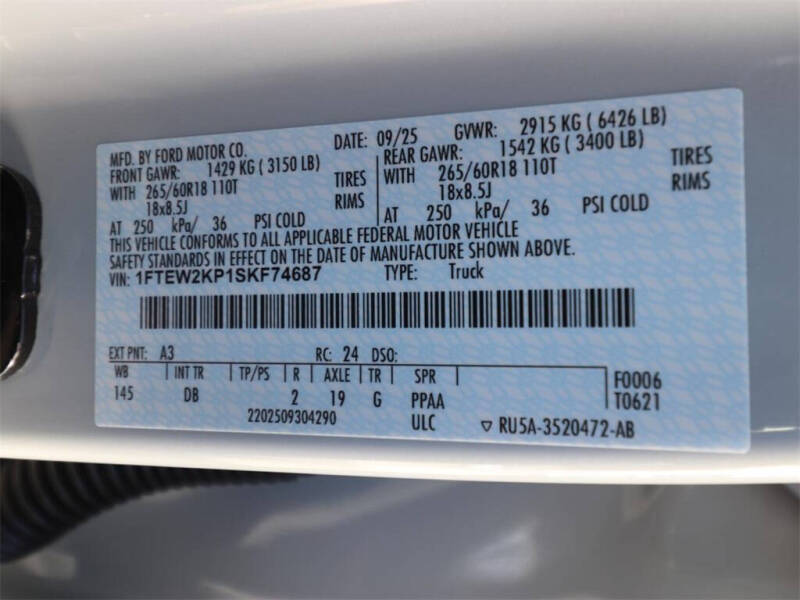 MFD. BY FORD MOTOR CO. DATE: 09/25 GVWR: 2915 KG ( 6426 LB )
FRONT GAWR: 1429 KG ( 3150 LB ) REAR GAWR: 1542 KG ( 3400 LB )
WITH 265/60R18 110T TIRES WITH 265/60R18 110T TIRES
18x8.5J RIMS 18x8.5J RIMS
AT 250 kPa/ 36 PSI COLD AT 250 kPa/ 36 PSI COLD
THIS VEHICLE CONFORMS TO ALL APPLICABLE FEDERAL MOTOR VEHICLE
SAFETY STANDARDS IN EFFECT ON THE DATE OF MANUFACTURE SHOWN ABOVE.
VIN: 1FTEW2KP1SKF74687 TYPE: Truck
EXT PNT: A3 RC: 24 DSO:
WB INT TR TP/PS R AXLE TR SPR F0006
145 DB 2 19 G PPAA T0621
2202509304290 ULC ▽ RU5A-3520472-AB